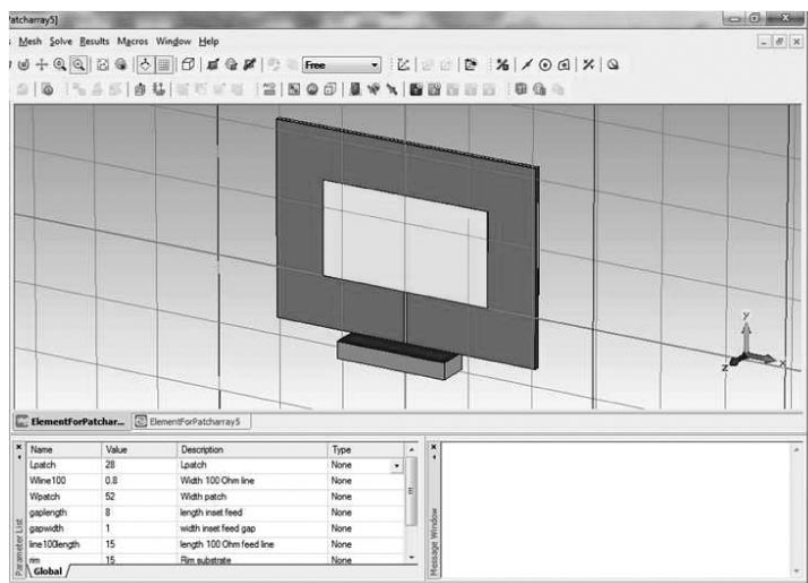 Patcharray5]
s Mesh Solve Results Macros Window Help
Free
y
x
z
ElementForPatchar... ElementForPatcharray5
Name Value Description Type
Lpatch 28 Lpatch None
Wline100 0.8 Width 100 Ohm line None
Wpatch 52 Width patch None
gaplength 8 length inset feed None
gapwidth 1 width inset feed gap None
line100length 15 length 100 Ohm feed line None
rim 15 Rim substrate None
Global
Parameter List
Message Window